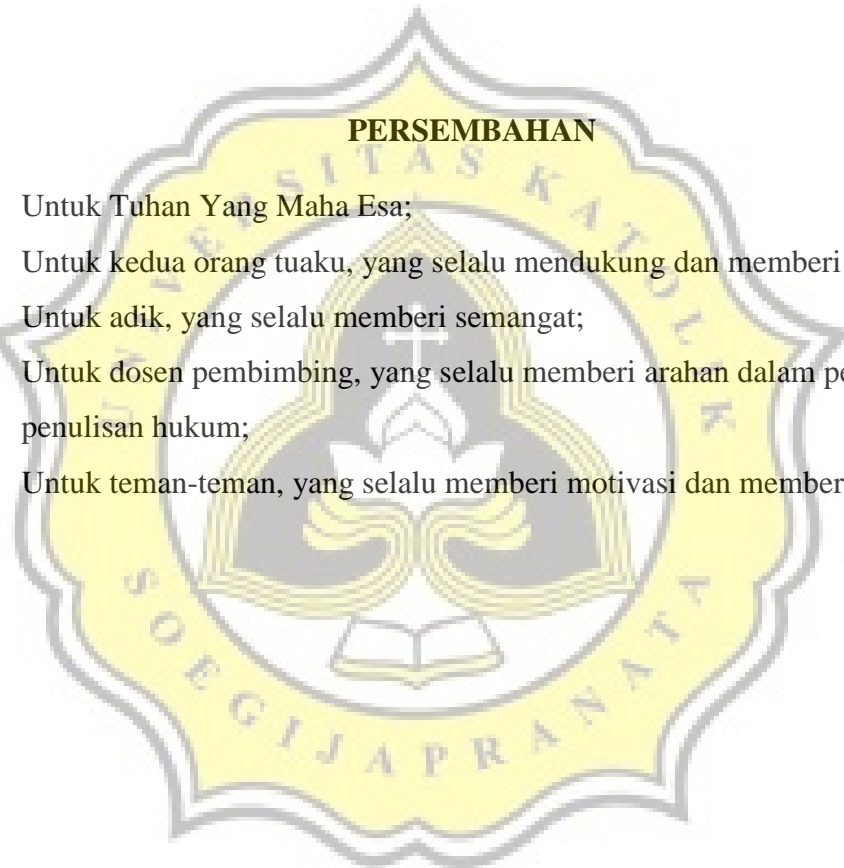 PERSEMBAHAN
Untuk Tuhan Yang Maha Esa;
Untuk kedua orang tuaku, yang selalu mendukung dan memberi
Untuk adik, yang selalu memberi semangat;
Untuk dosen pembimbing, yang selalu memberi arahan dalam
penulisan hukum;
Untuk teman-teman, yang selalu memberi motivasi dan
UNIVERSITAS KATOLIK
SOEGIJAPRANATA